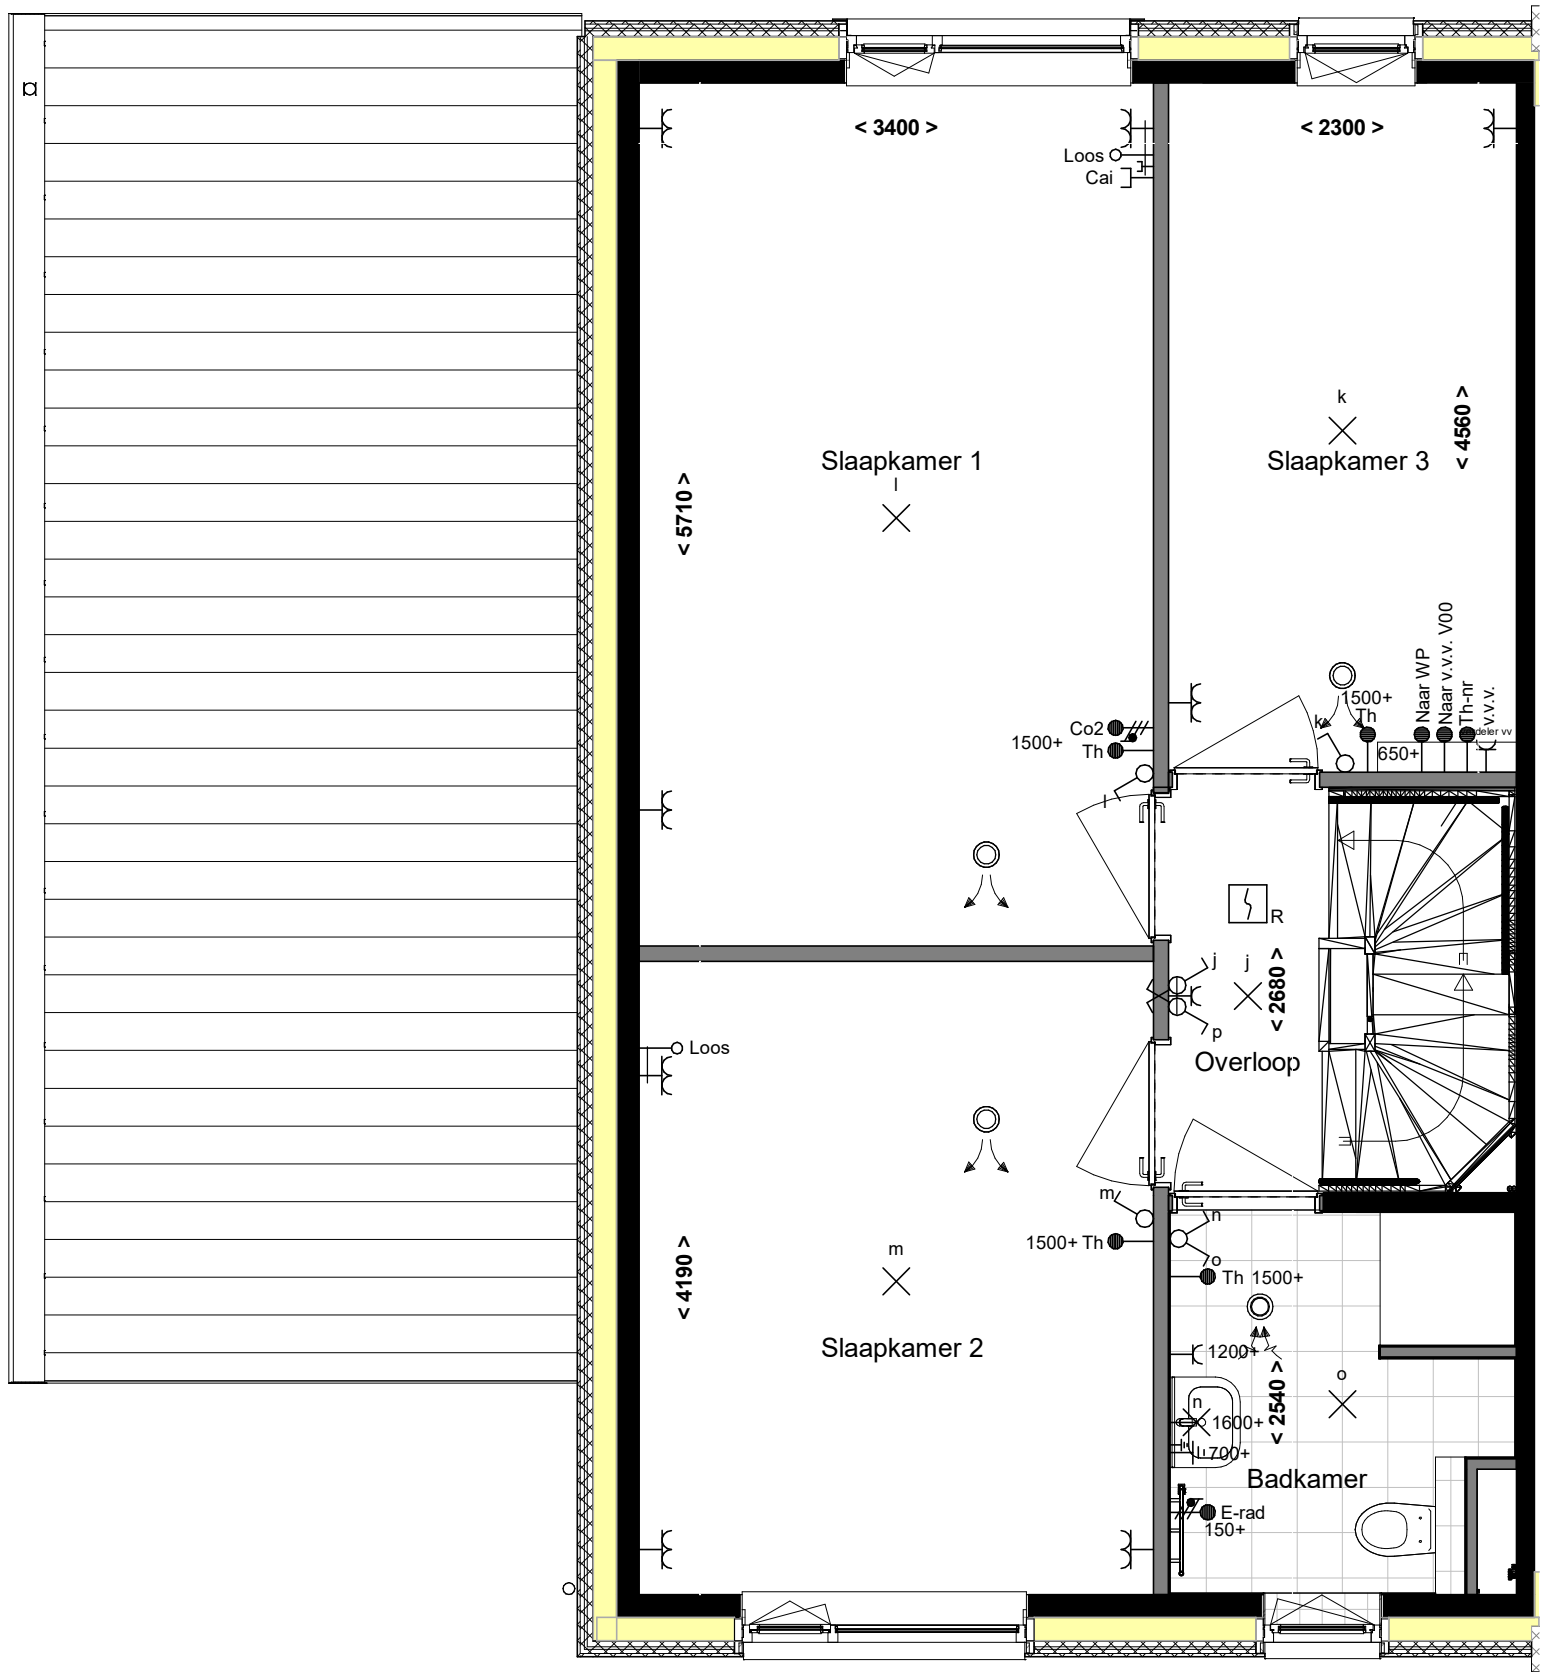 < 3400 >
< 2300 >
Loos
Cai
k
< 4560 >
Slaapkamer 1
Slaapkamer 3
l
< 5710 >
Naar WP
Naar v.v.v. V00
Th-nr
v.v.v.
1500+
Th
k
Co2
1500+ Th
650+
l
R
j
j
< 2680 >
p
Loos
Overloop
m
n
1500+ Th
o
Th 1500+
< 4190 >
m
Slaapkamer 2
1200+
o
< 2540 >
n
1600+
700+
Badkamer
E-rad
150+